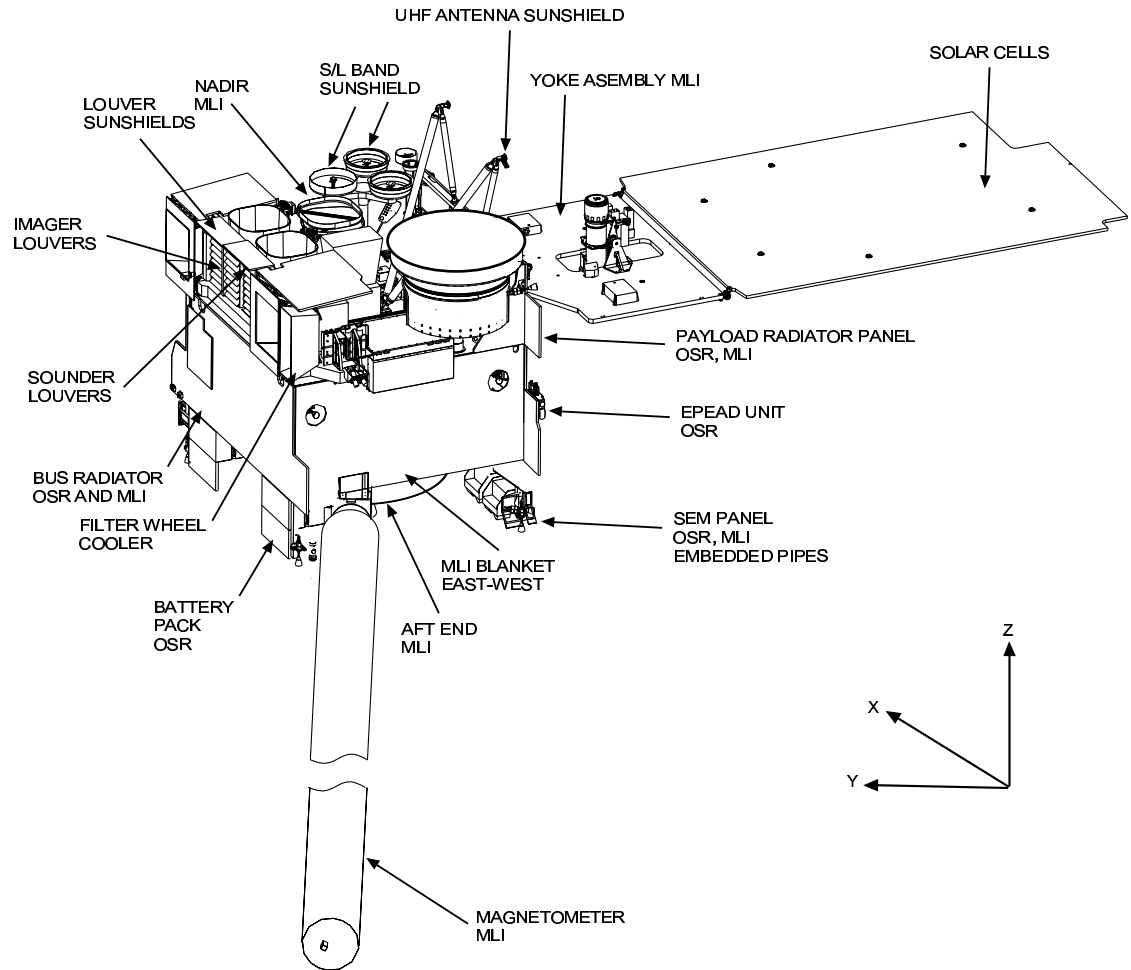 UHF ANTENNA SUNSHIELD
SOLAR CELLS
S/L BAND
SUNSHIELD
YOKE ASEMBLY MLI
NADIR
MLI
LOUVER
SUNSHIELDS
IMAGER
LOUVERS
PAYLOAD RADIATOR PANEL
OSR, MLI
SOUNDER
LOUVERS
EPEAD UNIT
OSR
BUS RADIATOR
OSR AND MLI
FILTER WHEEL
COOLER
SEM PANEL
OSR, MLI
EMBEDDED PIPES
MLI BLANKET
EAST-WEST
BATTERY
PACK
OSR
AFT END
MLI
Z
X
Y
MAGNETOMETER
MLI